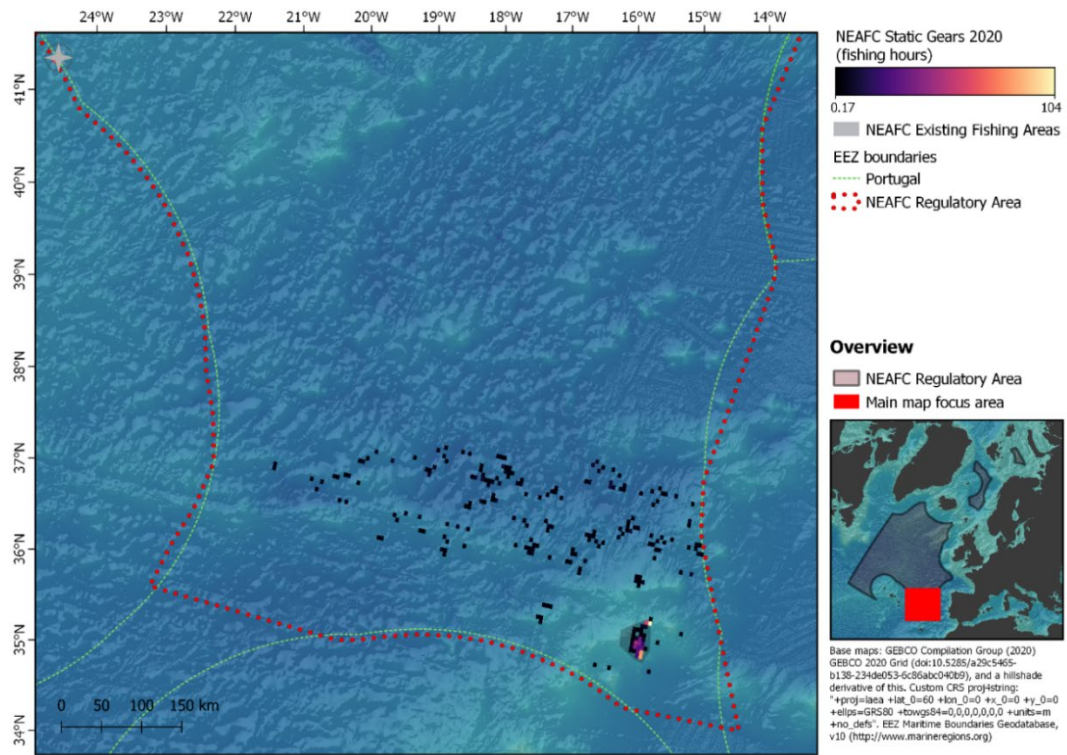 24°W 23°W 22°W 21°W 20°W 19°W 18°W 17°W 16°W 15°W 14°W
41°N
40°N
39°N
38°N
37°N
36°N
35°N
34°N
0 50 100 150 km
NEAFC Static Gears 2020
(fishing hours)
0.17 104
NEAFC Existing Fishing Areas
EEZ boundaries
Portugal
NEAFC Regulatory Area
Overview
NEAFC Regulatory Area
Main map focus area
Base maps: GEBCO Compilation Group (2020)
GEBCO 2020 Grid (doi:10.5285/a29c5465-
b138-234de053-6c86abc040b9), and a hillshade
derivative of this. Custom CRS proj4string:
"+proj=laea +lat_0=60 +lon_0=0 +x_0=0 +y_0=0
+ellps=GRS80 +towgs84=0,0,0,0,0,0,0 +units=m
+no_defs". EEZ Maritime Boundaries Geodatabase,
v10 (http://www.marineregions.org)